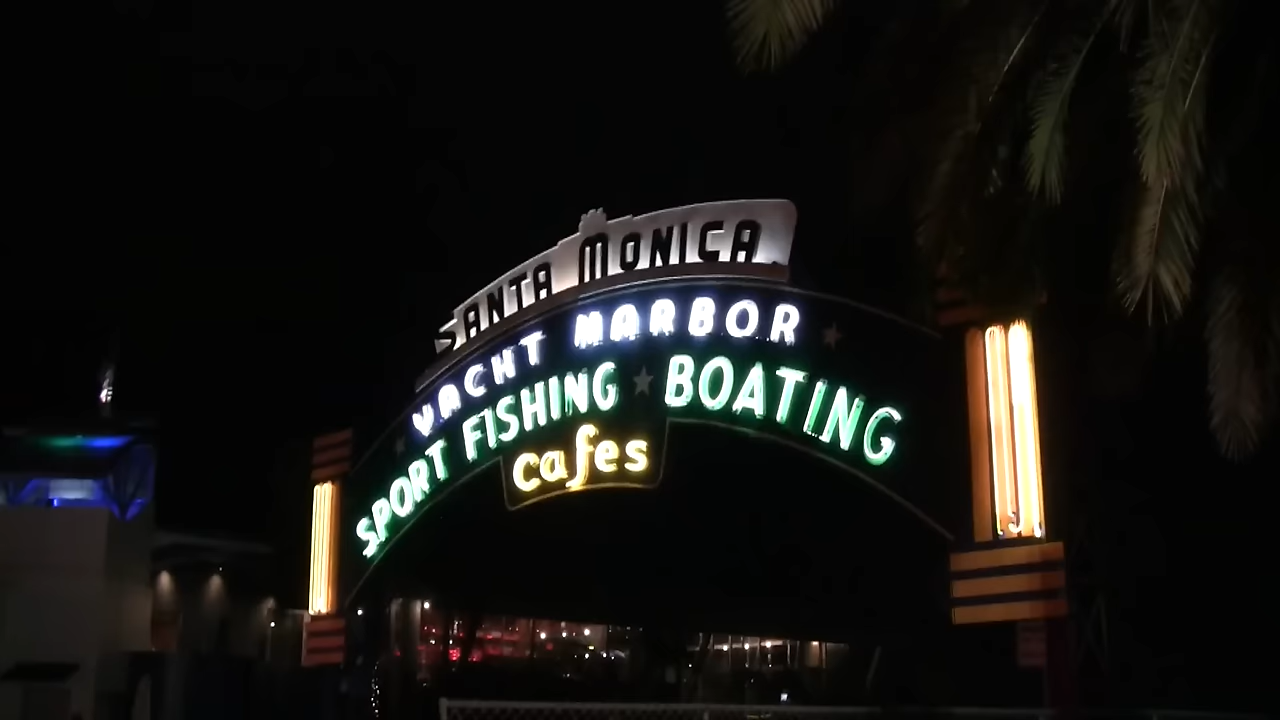 SANTA MONICA
YACHT HARBOR
SPORT FISHING ★ BOATING
cafes